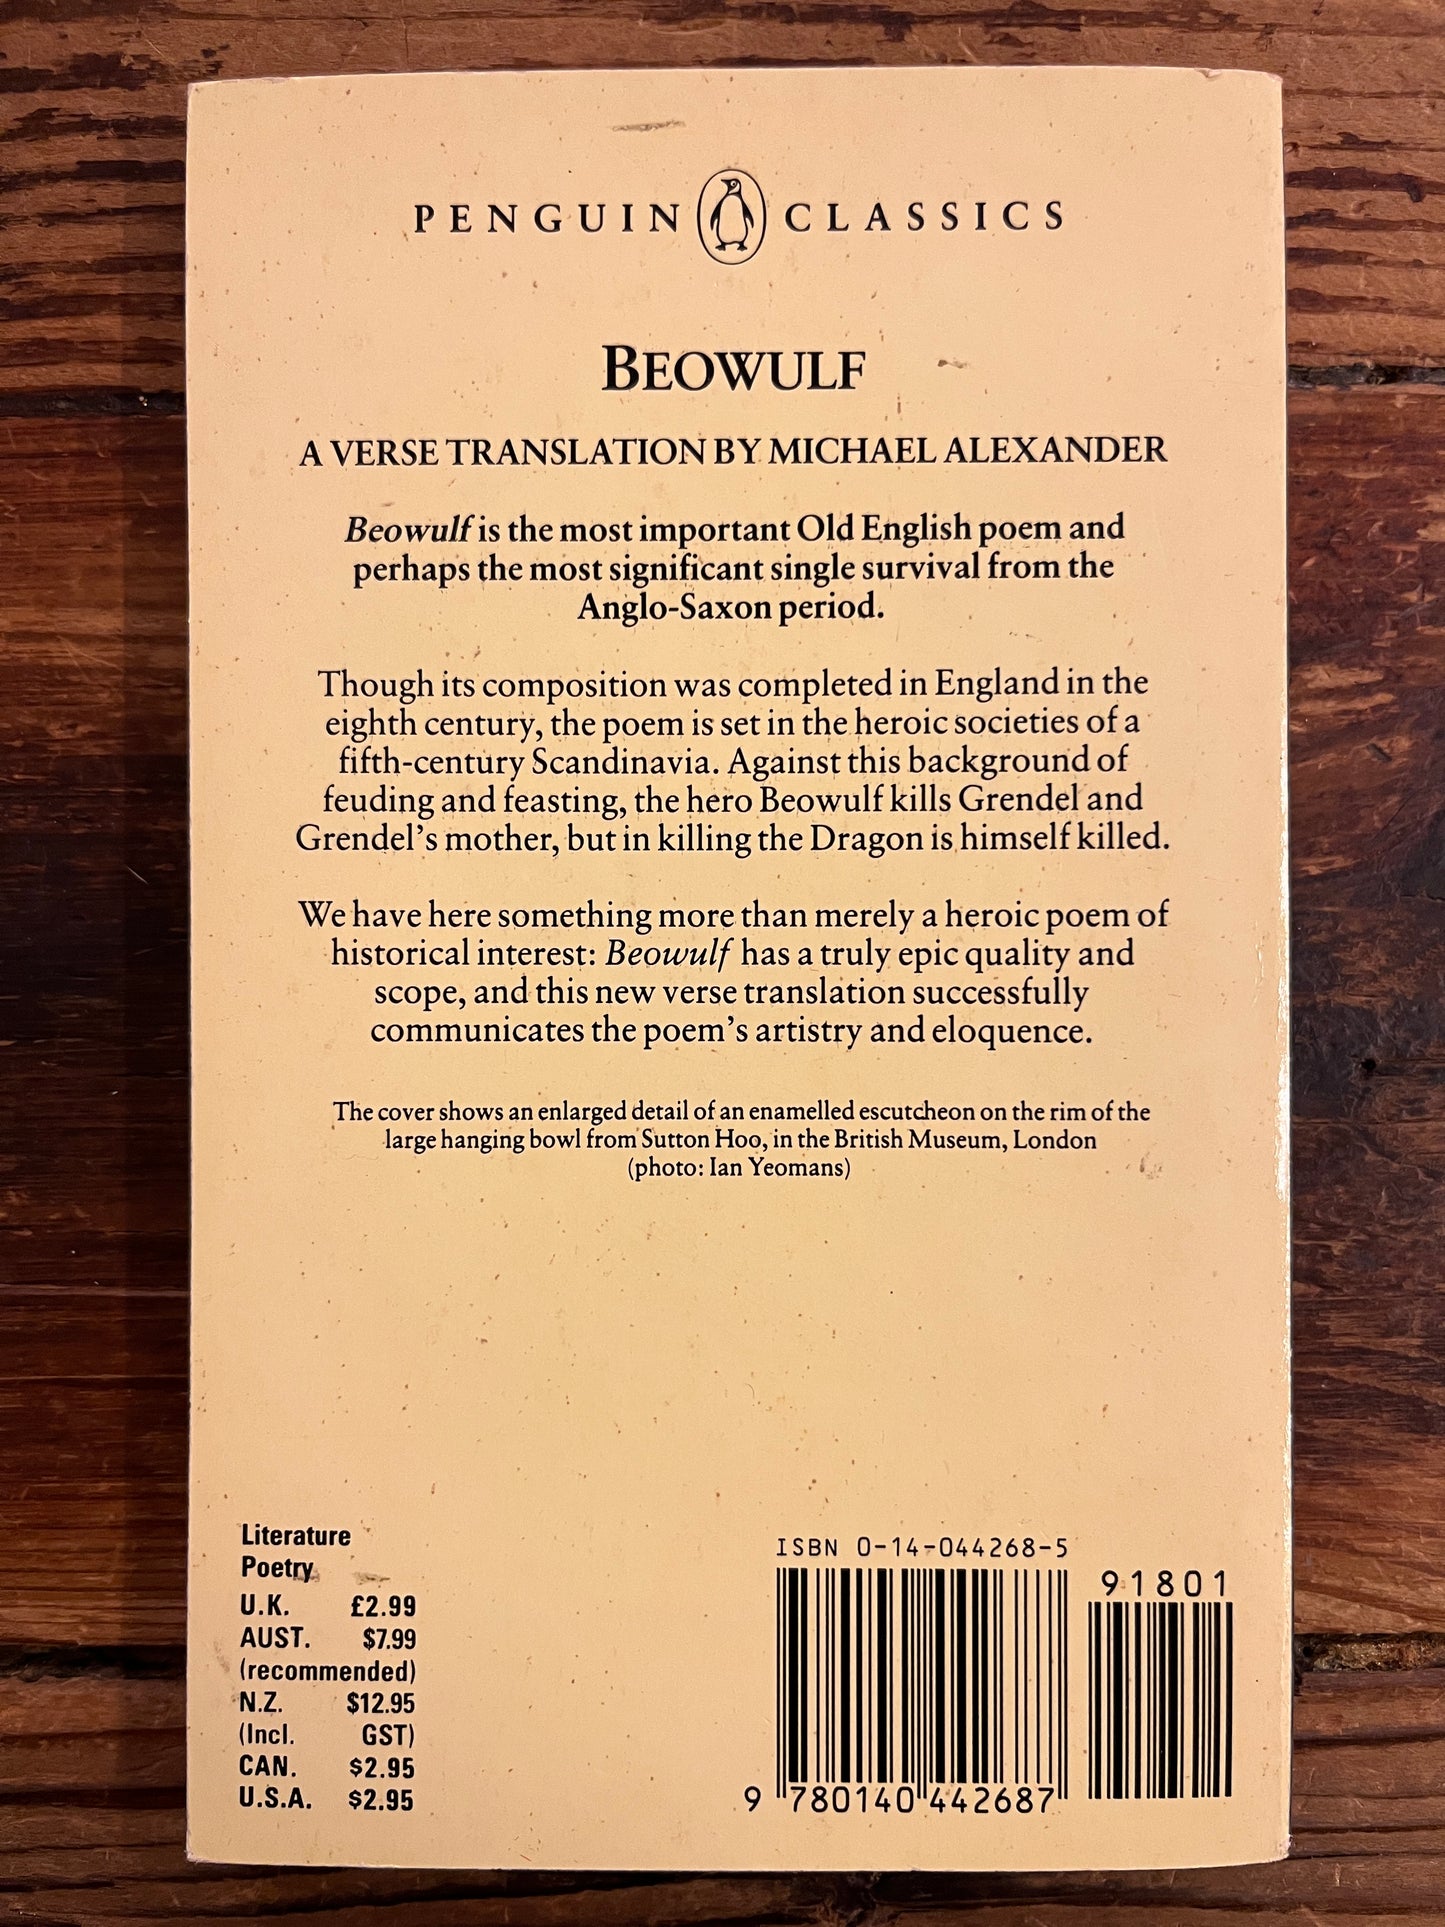 PENGUIN CLASSICS
BEOWULF
A VERSE TRANSLATION BY MICHAEL ALEXANDER
Beowulf is the most important Old English poem and
perhaps the most significant single survival from the
Anglo-Saxon period.
Though its composition was completed in England in the
eighth century, the poem is set in the heroic societies of a
fifth-century Scandinavia. Against this background of
feuding and feasting, the hero Beowulf kills Grendel and
Grendel's mother, but in killing the Dragon is himself killed.
We have here something more than merely a heroic poem of
historical interest: Beowulf has a truly epic quality and
scope, and this new verse translation successfully
communicates the poem's artistry and eloquence.
The cover shows an enlarged detail of an enamelled escutcheon on the rim of the
large hanging bowl from Sutton Hoo, in the British Museum, London
(photo: Ian Yeomans)
Literature
Poetry
U.K. £2.99
AUST. $7.99
(recommended)
N.Z. $12.95
(Incl. GST)
CAN. $2.95
U.S.A. $2.95
ISBN 0-14-044268-5
91801
9 780140 442687